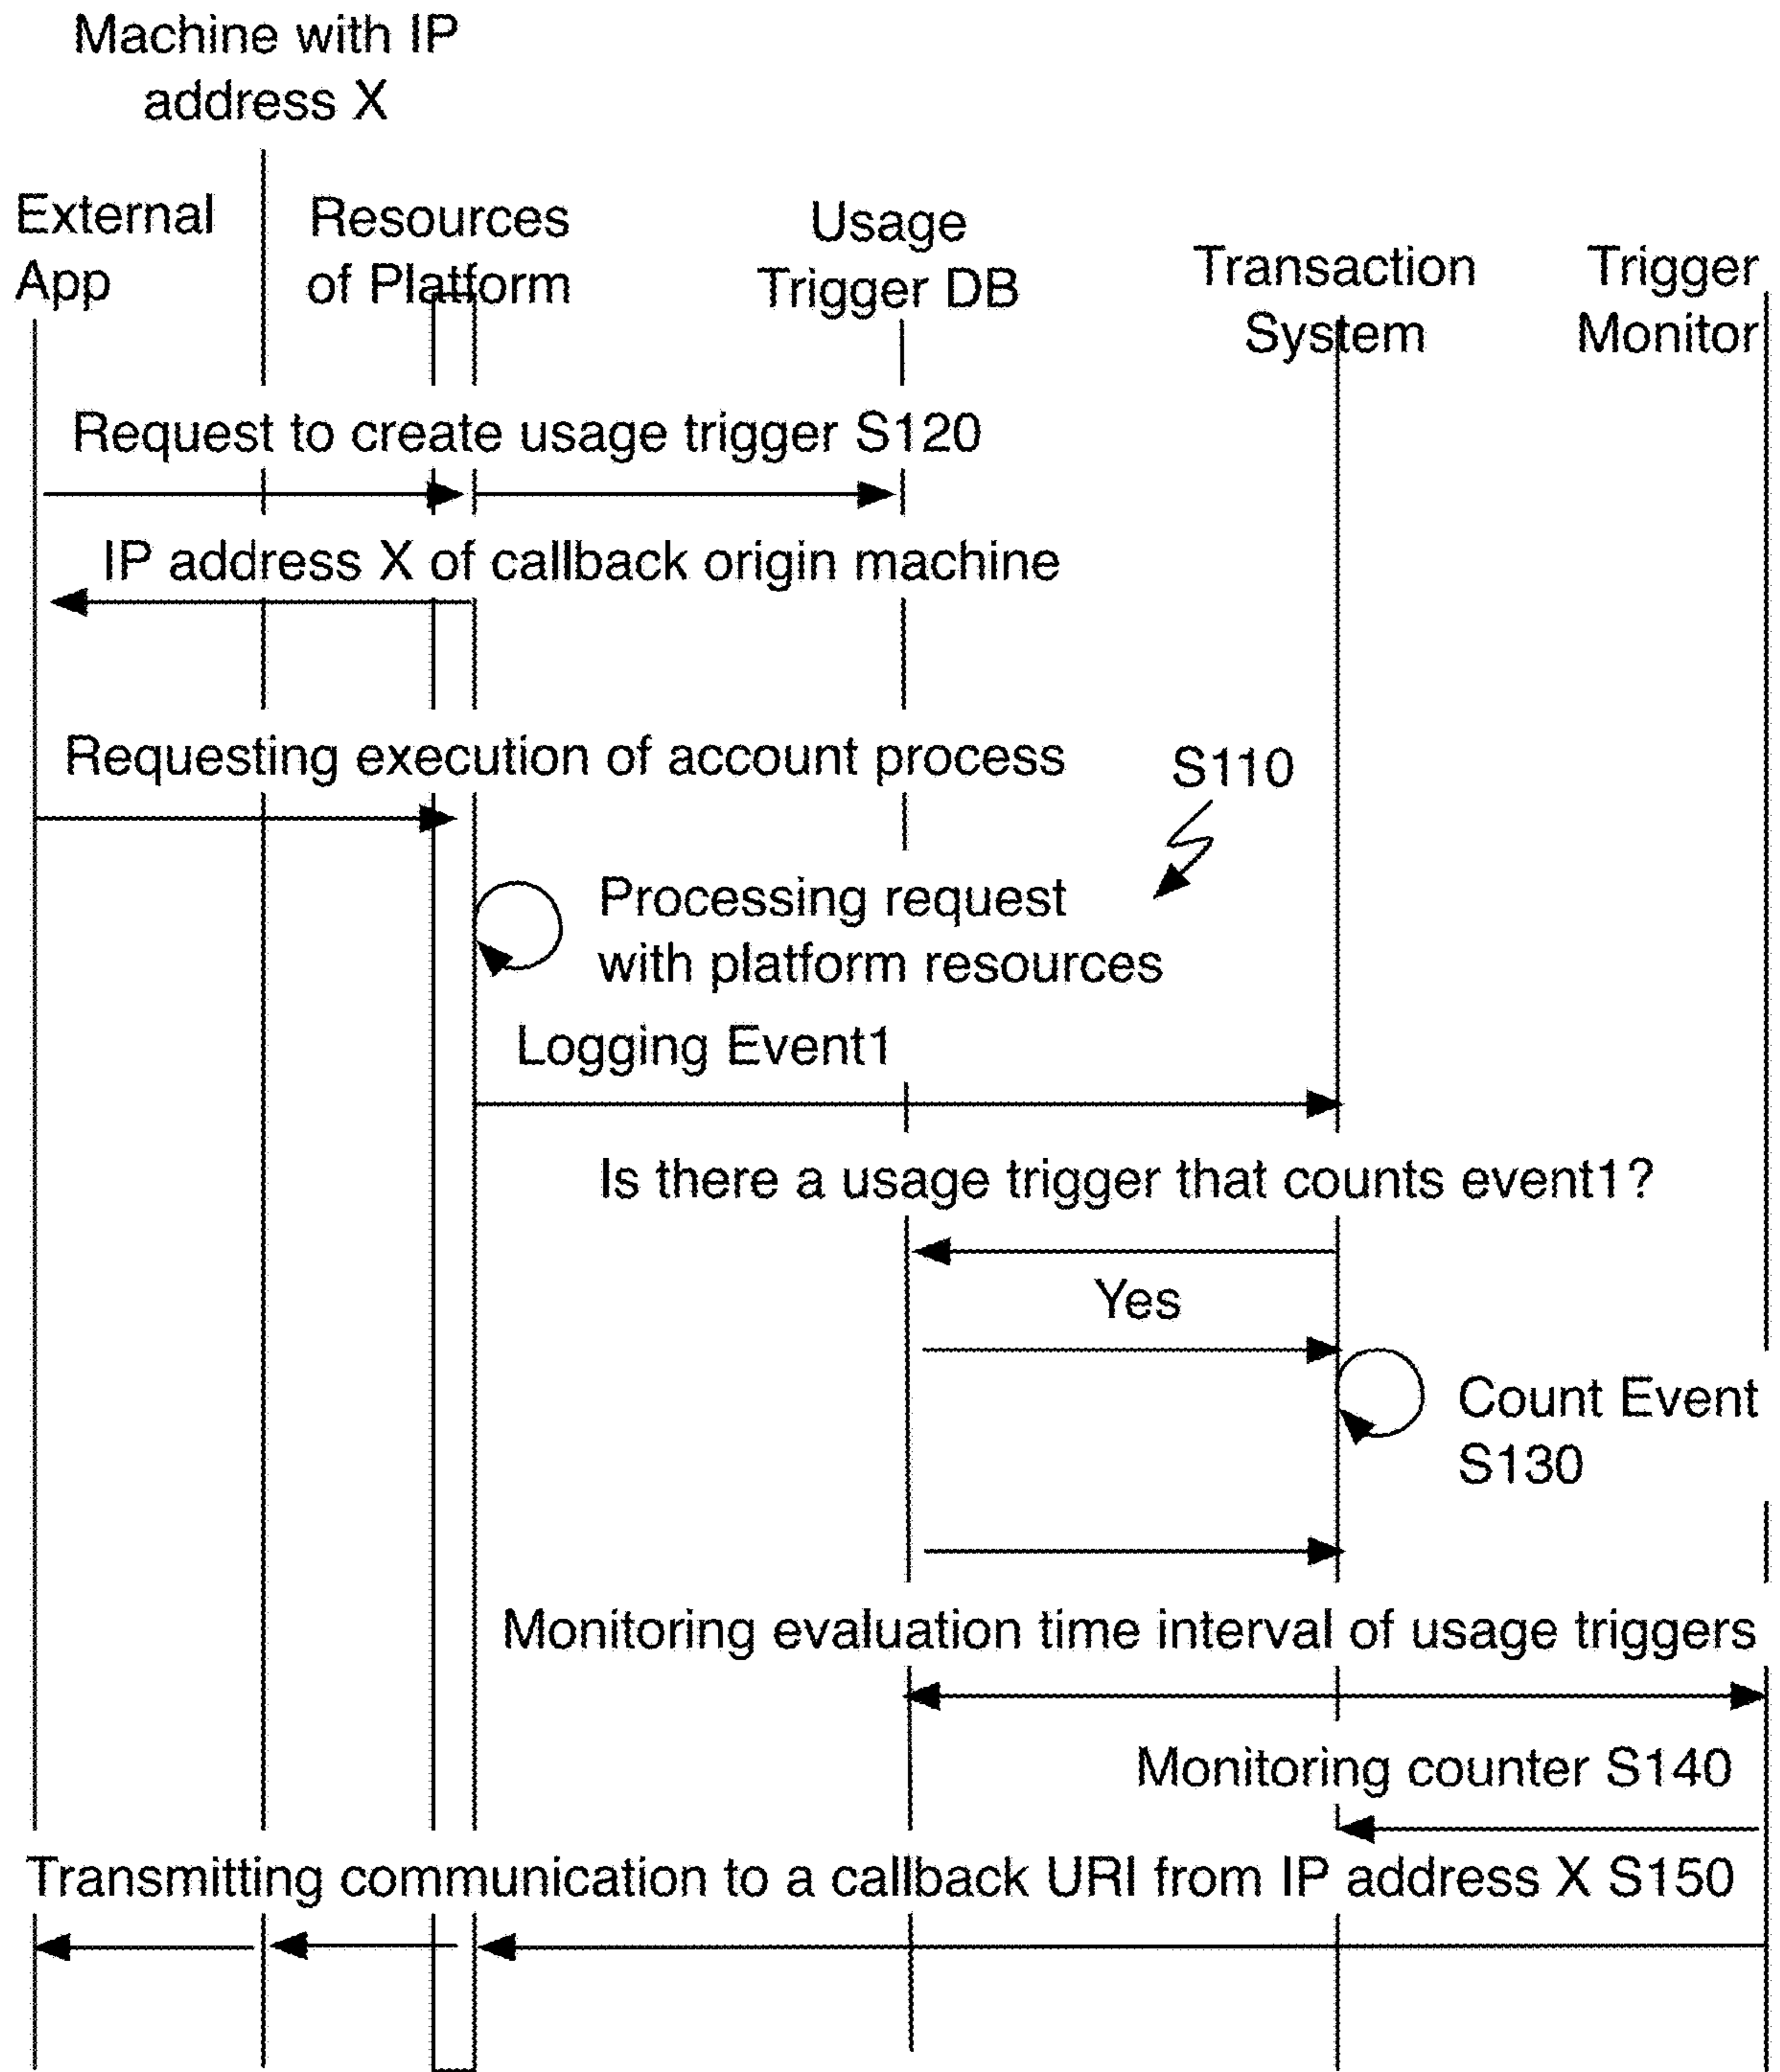 Machine with IP
address X
External
App
Resources
of Platform
Usage
Trigger DB
Transaction
System
Trigger
Monitor
Request to create usage trigger S120
IP address X of callback origin machine
Requesting execution of account process
S110
Processing request
with platform resources
Logging Event1
Is there a usage trigger that counts event1?
Yes
Count Event
S130
Monitoring evaluation time interval of usage triggers
Monitoring counter S140
Transmitting communication to a callback URI from IP address X S150